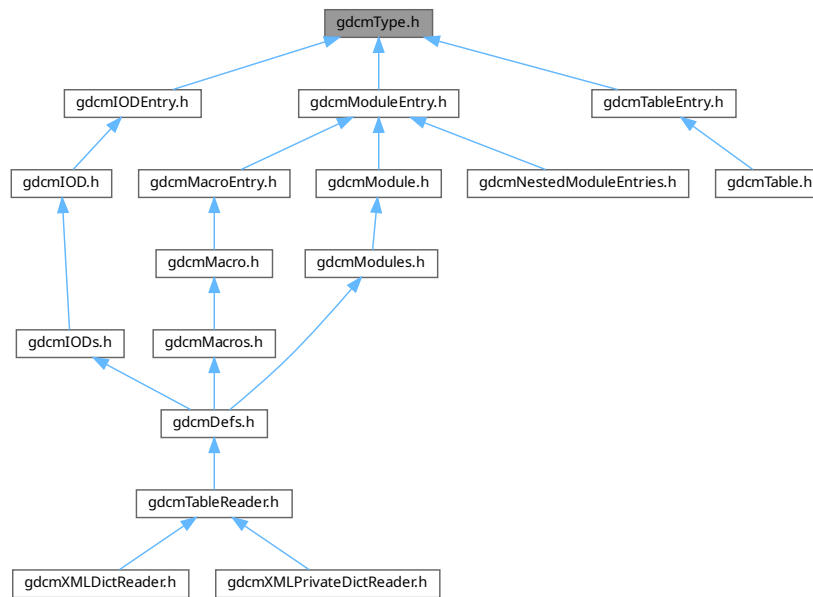 gdcmType.h
gdcmIODEntry.h
gdcmModuleEntry.h
gdcmTableEntry.h
gdcmIOD.h
gdcmMacroEntry.h
gdcmModule.h
gdcmNestedModuleEntries.h
gdcmTable.h
gdcmMacro.h
gdcmModules.h
gdcmIODs.h
gdcmMacros.h
gdcmDefs.h
gdcmTableReader.h
gdcmXMLDictReader.h
gdcmXMLPrivateDictReader.h